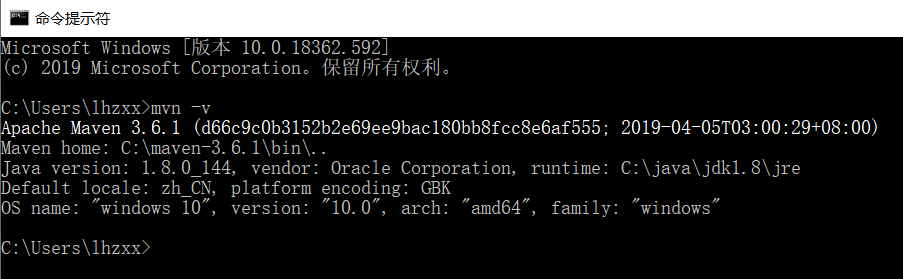 命令提示符
Microsoft Windows [版本 10.0.18362.592]
(c) 2019 Microsoft Corporation。保留所有权利。
C:\Users\lhzxx>mvn -v
Apache Maven 3.6.1 (d66c9c0b3152b2e69ee9bac180bb8fcc8e6af555; 2019-04-05T03:00:29+08:00)
Maven home: C:\maven-3.6.1\bin\..
Java version: 1.8.0_144, vendor: Oracle Corporation, runtime: C:\java\jdk1.8\jre
Default locale: zh_CN, platform encoding: GBK
OS name: "windows 10", version: "10.0", arch: "amd64", family: "windows"
C:\Users\lhzxx>